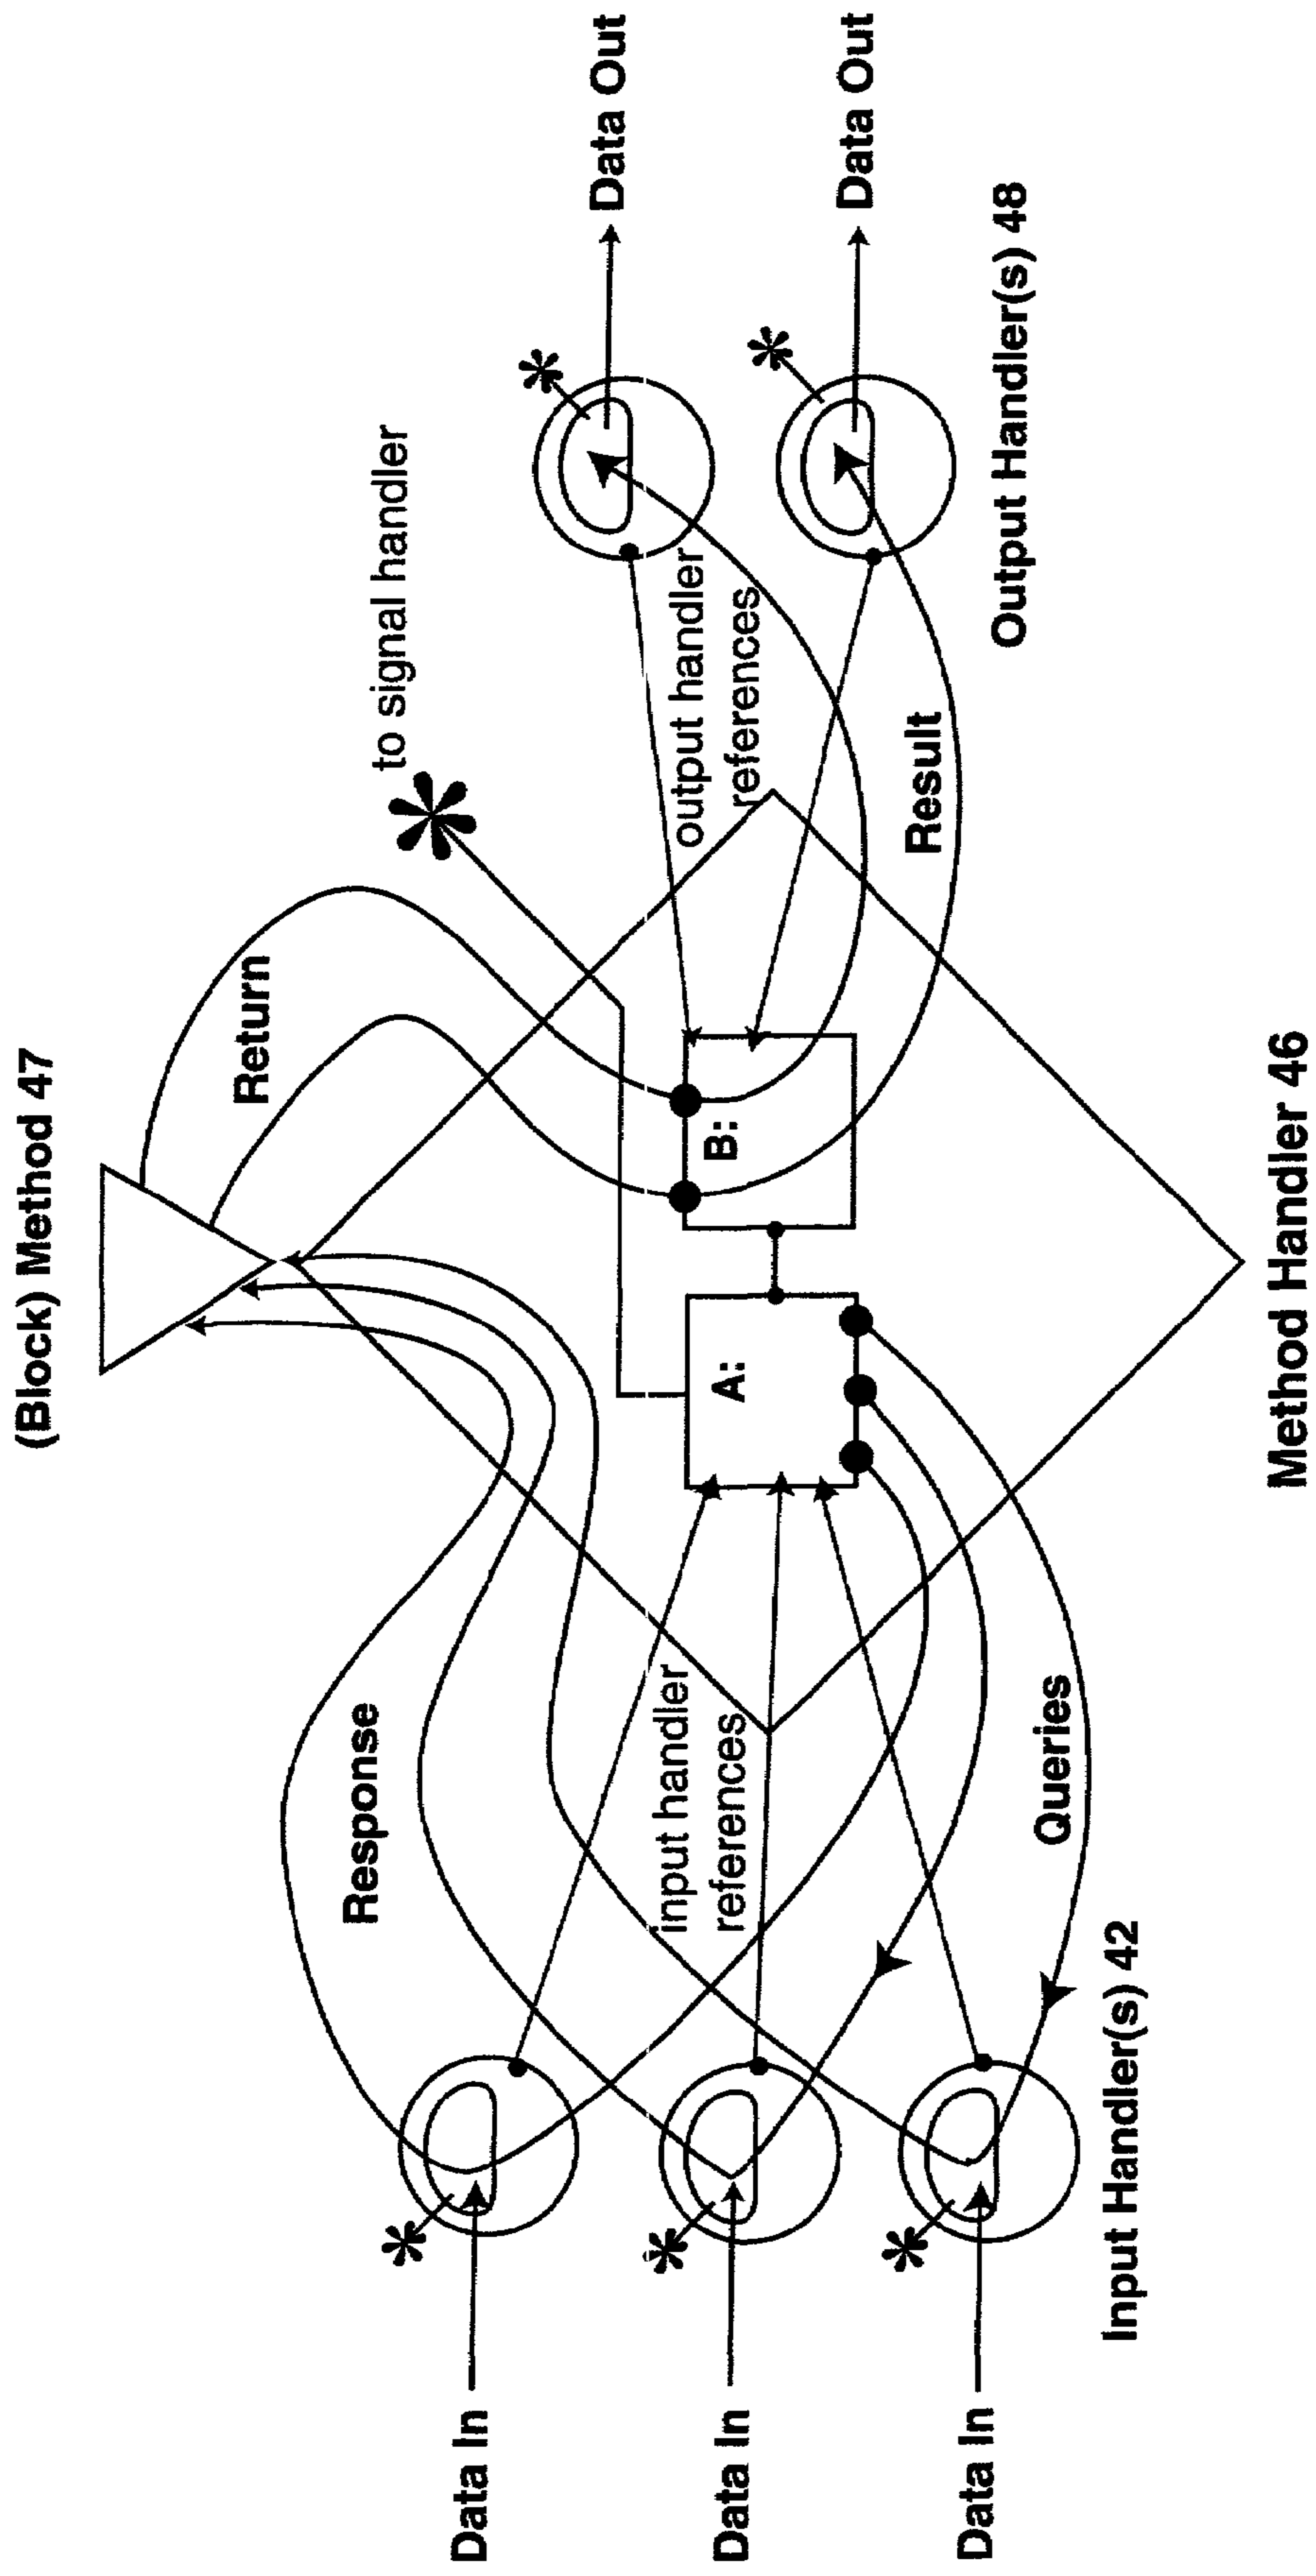 (Block) Method 47
Return
to signal handler
Response
Data Out
Data In
input handler
references
A:
B:
output handler
references
Data Out
Data In
Result
Queries
Data In
Input Handler(s) 42
Output Handler(s) 48
Method Handler 46